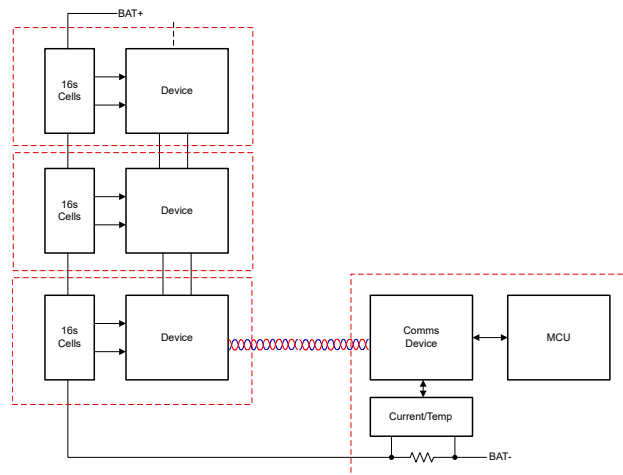 BAT+
16s
Cells
Device
16s
Cells
Device
16s
Cells
Device
Comms
Device
MCU
Current/Temp
BAT-